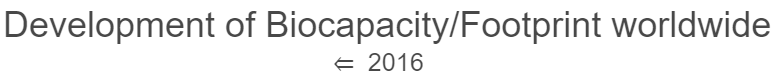 Development of Biocapacity/Footprint worldwide
⇐ 2016